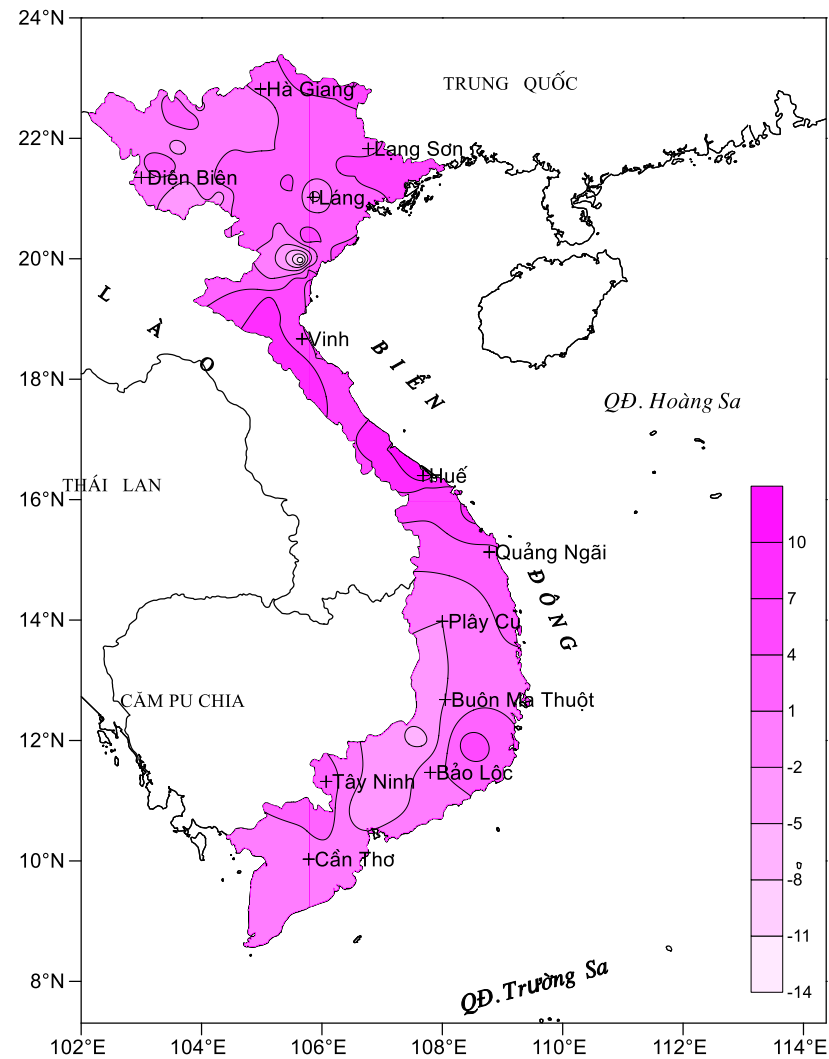 24°N
TRUNG QUỐC
Hà Giang
22°N
Lạng Sơn
Điện Biên
Láng
20°N
LÀO
Vinh
BIỂN
18°N
QĐ. Hoàng Sa
THÁI LAN
Huế
16°N
10
Quảng Ngãi
7
ĐÔNG
14°N
Plây Cu
4
CĂM PU CHIA
Buôn Ma Thuột
1
12°N
-2
Bảo Lộc
Tây Ninh
-5
10°N
Cần Thơ
-8
-11
8°N
QĐ. Trường Sa
-14
102°E 104°E 106°E 108°E 110°E 112°E 114°E